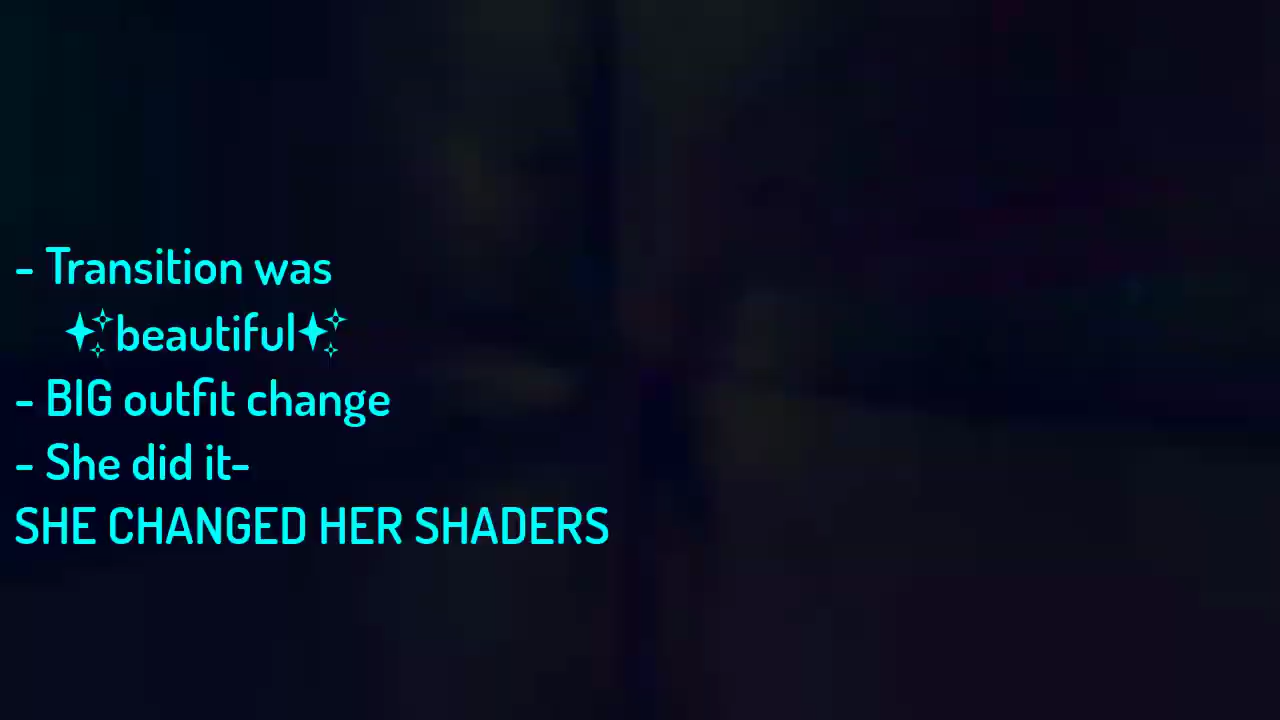 - Transition was
✨beautiful✨
- BIG outfit change
- She did it-
SHE CHANGED HER SHADERS